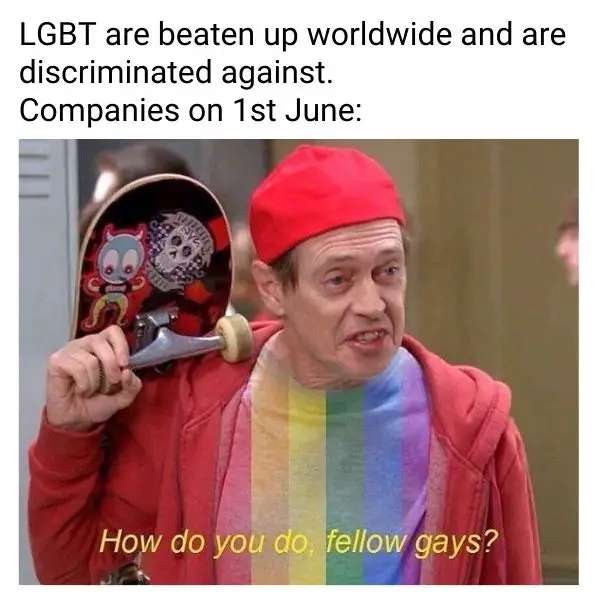 LGBT are beaten up worldwide and are
discriminated against.
Companies on 1st June:
How do you do, fellow gays?